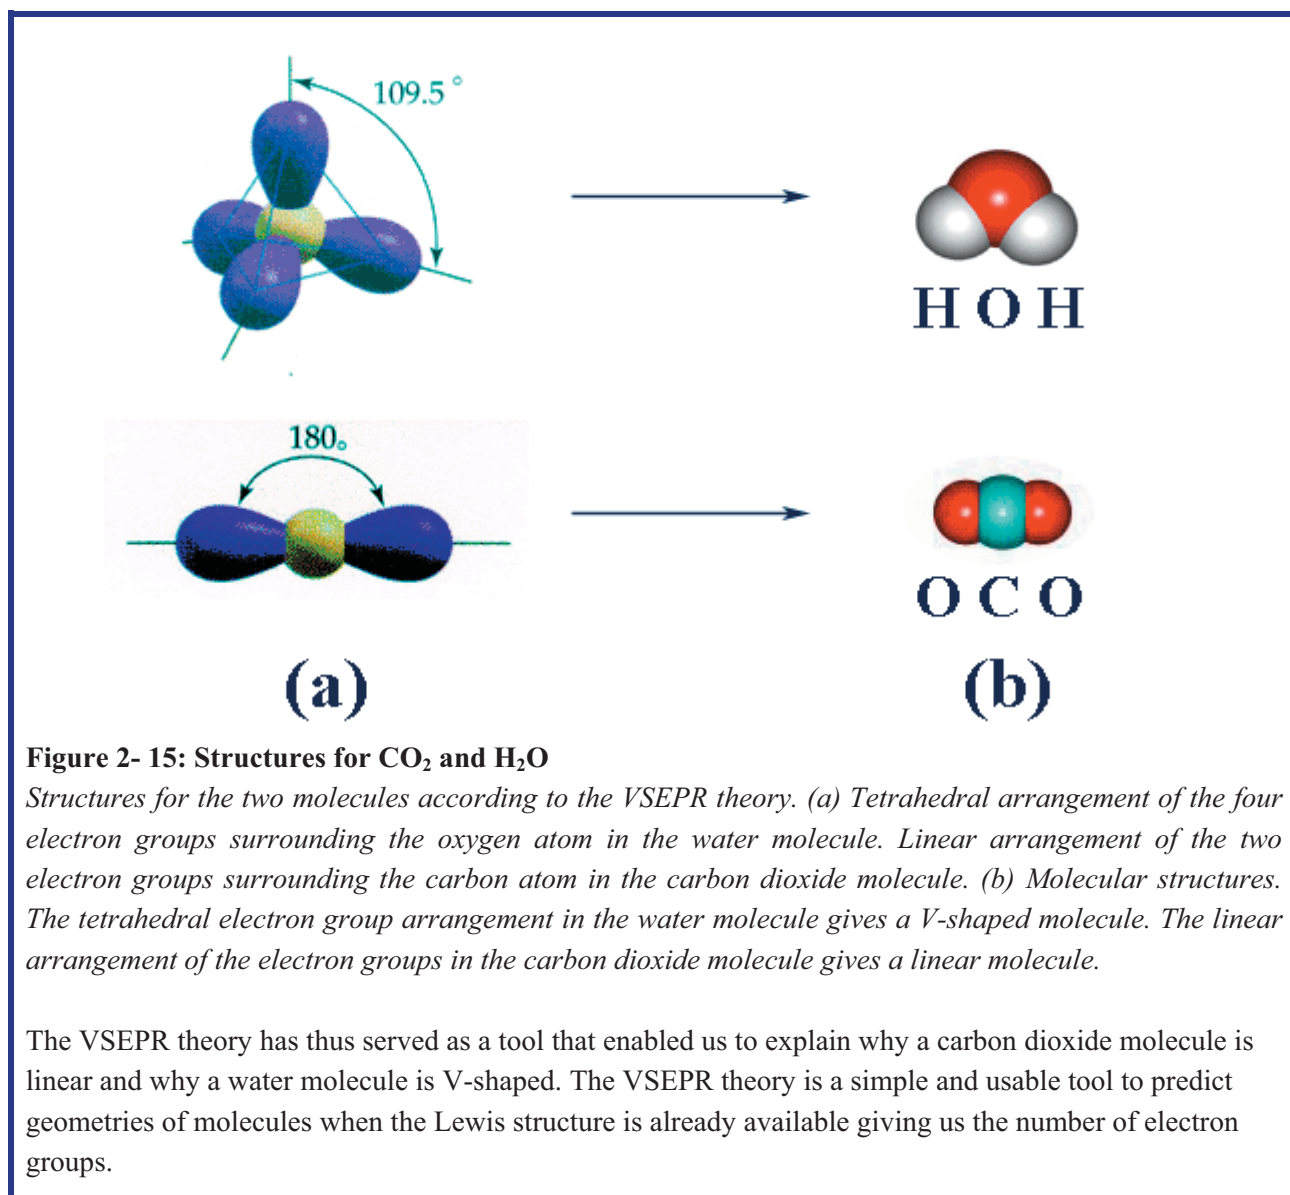 109.5°
H O H
180°
O C O
(a)
(b)
Figure 2- 15: Structures for CO₂ and H₂O
Structures for the two molecules according to the VSEPR theory. (a) Tetrahedral arrangement of the four
electron groups surrounding the oxygen atom in the water molecule. Linear arrangement of the two
electron groups surrounding the carbon atom in the carbon dioxide molecule. (b) Molecular structures.
The tetrahedral electron group arrangement in the water molecule gives a V-shaped molecule. The linear
arrangement of the electron groups in the carbon dioxide molecule gives a linear molecule.
The VSEPR theory has thus served as a tool that enabled us to explain why a carbon dioxide molecule is
linear and why a water molecule is V-shaped. The VSEPR theory is a simple and usable tool to predict
geometries of molecules when the Lewis structure is already available giving us the number of electron
groups.